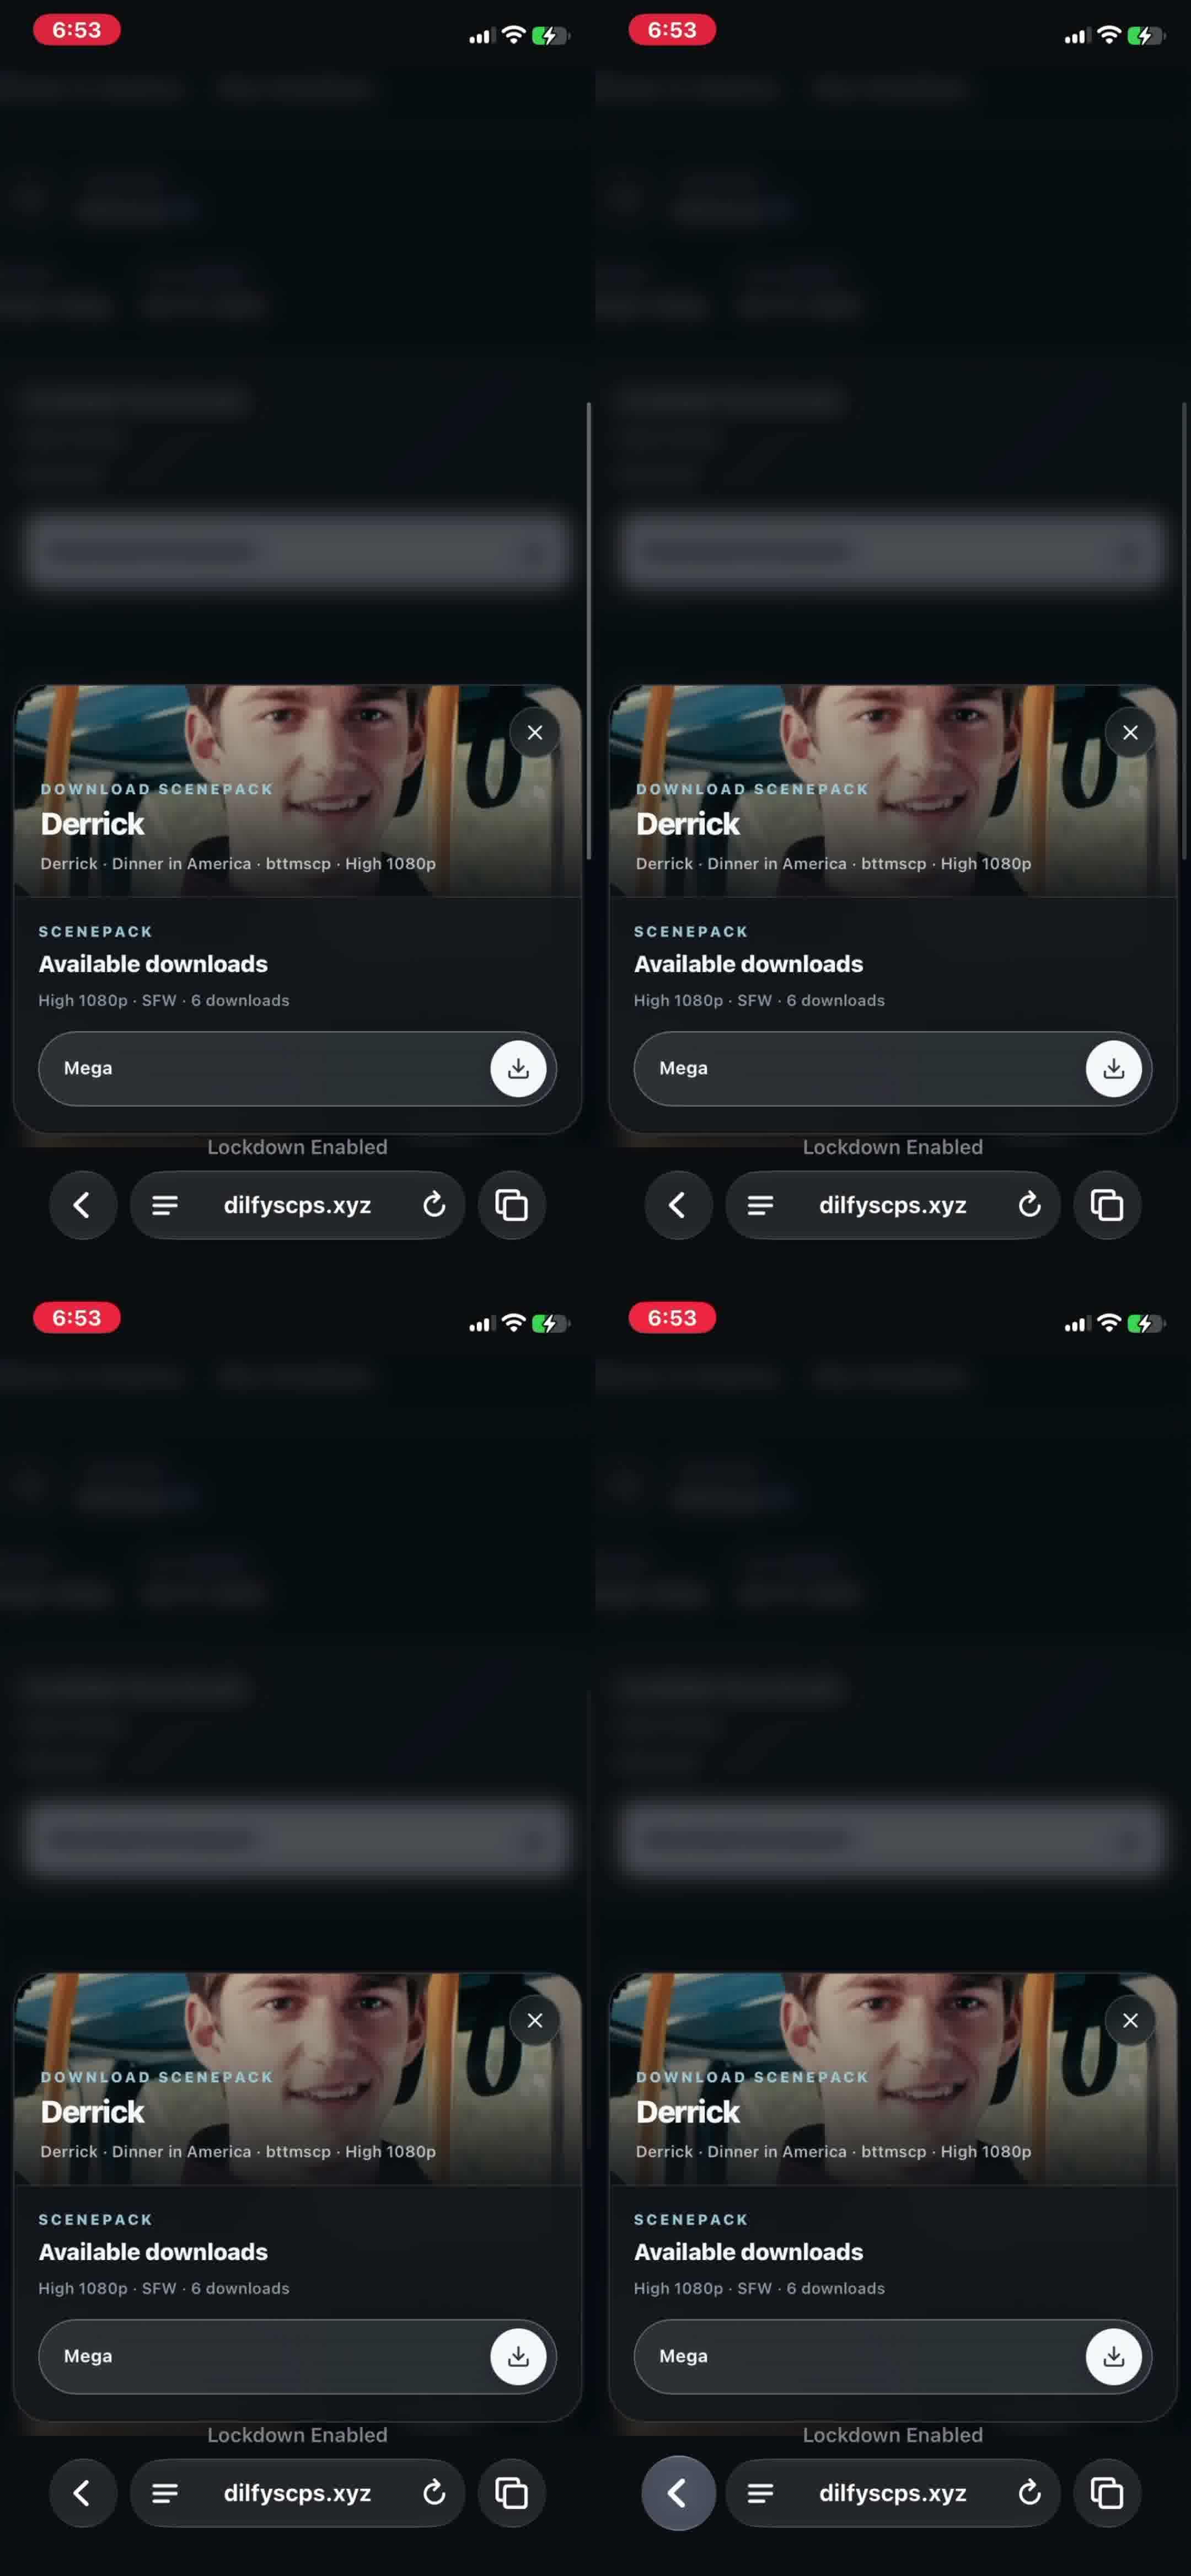 6:53
DOWNLOAD SCENEPACK
Derrick
Derrick · Dinner in America · bttmscp · High 1080p
SCENEPACK
Available downloads
High 1080p · SFW · 6 downloads
Mega
Lockdown Enabled
dilfyscps.xyz
6:53
DOWNLOAD SCENEPACK
Derrick
Derrick · Dinner in America · bttmscp · High 1080p
SCENEPACK
Available downloads
High 1080p · SFW · 6 downloads
Mega
Lockdown Enabled
dilfyscps.xyz
6:53
DOWNLOAD SCENEPACK
Derrick
Derrick · Dinner in America · bttmscp · High 1080p
SCENEPACK
Available downloads
High 1080p · SFW · 6 downloads
Mega
Lockdown Enabled
dilfyscps.xyz
6:53
DOWNLOAD SCENEPACK
Derrick
Derrick · Dinner in America · bttmscp · High 1080p
SCENEPACK
Available downloads
High 1080p · SFW · 6 downloads
Mega
Lockdown Enabled
dilfyscps.xyz